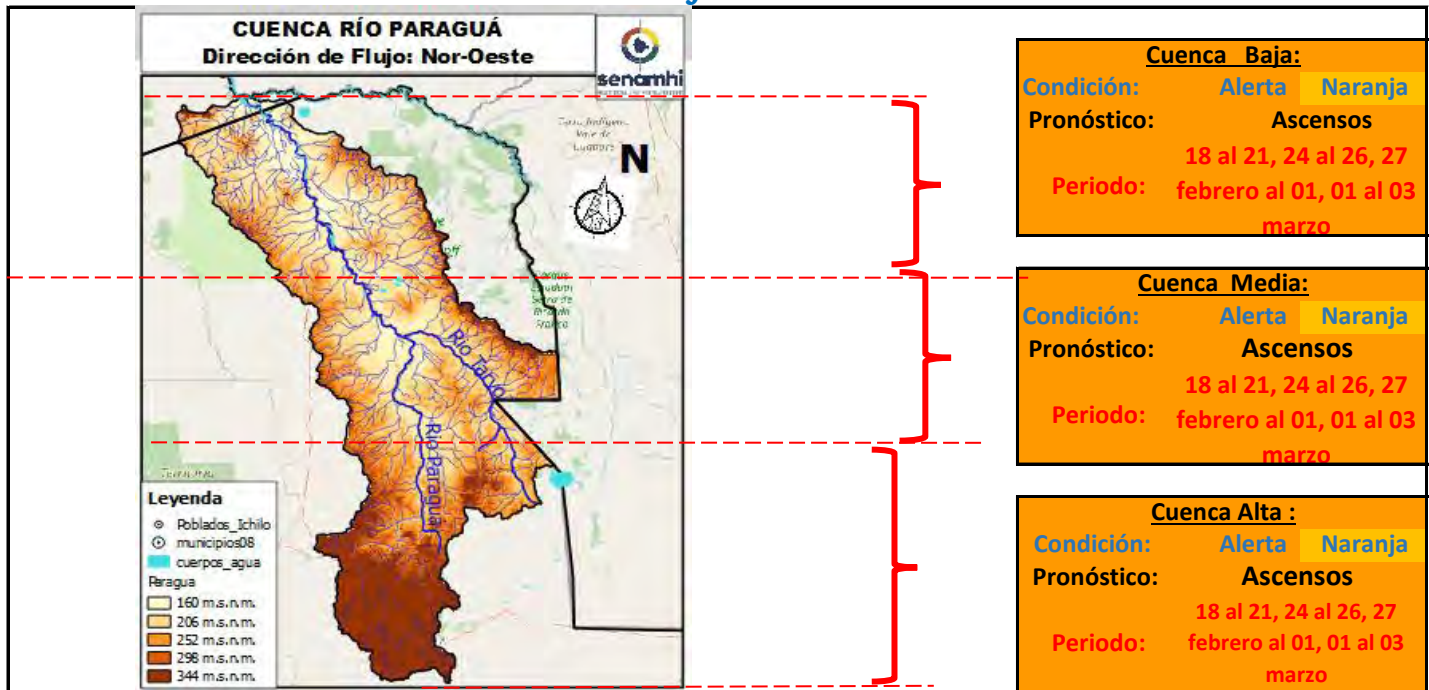 CUENCA RÍO PARAGUÁ
Dirección de Flujo: Nor-Oeste
senamhi
N
Río Paraguá
Leyenda
Poblados_Ichilo
municipios08
cuerpos_agua
Paragua
160 m.s.n.m.
206 m.s.n.m.
252 m.s.n.m.
298 m.s.n.m.
344 m.s.n.m.
Cuenca Baja:
Condición: Alerta Naranja
Pronóstico: Ascensos
18 al 21, 24 al 26, 27
Periodo: febrero al 01, 01 al 03
marzo
Cuenca Media:
Condición: Alerta Naranja
Pronóstico: Ascensos
18 al 21, 24 al 26, 27
Periodo: febrero al 01, 01 al 03
marzo
Cuenca Alta :
Condición: Alerta Naranja
Pronóstico: Ascensos
18 al 21, 24 al 26, 27
Periodo: febrero al 01, 01 al 03
marzo